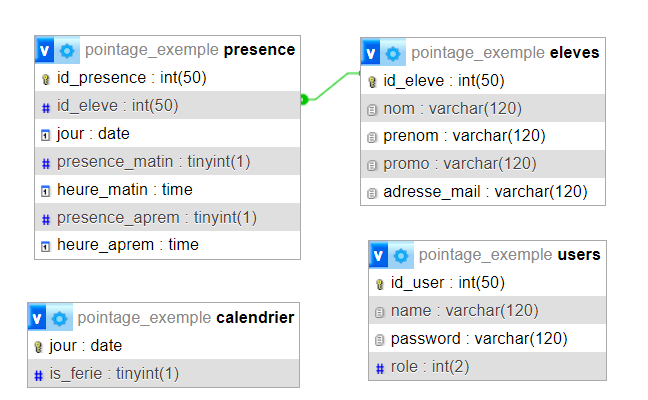 v pointage_exemple presence
id_presence : int(50)
# id_eleve : int(50)
jour : date
# presence_matin : tinyint(1)
heure_matin : time
# presence_aprem : tinyint(1)
heure_aprem : time
v pointage_exemple eleves
id_eleve : int(50)
nom : varchar(120)
prenom : varchar(120)
promo : varchar(120)
adresse_mail : varchar(120)
v pointage_exemple users
id_user : int(50)
name : varchar(120)
password : varchar(120)
# role : int(2)
v pointage_exemple calendrier
jour : date
# is_ferie : tinyint(1)